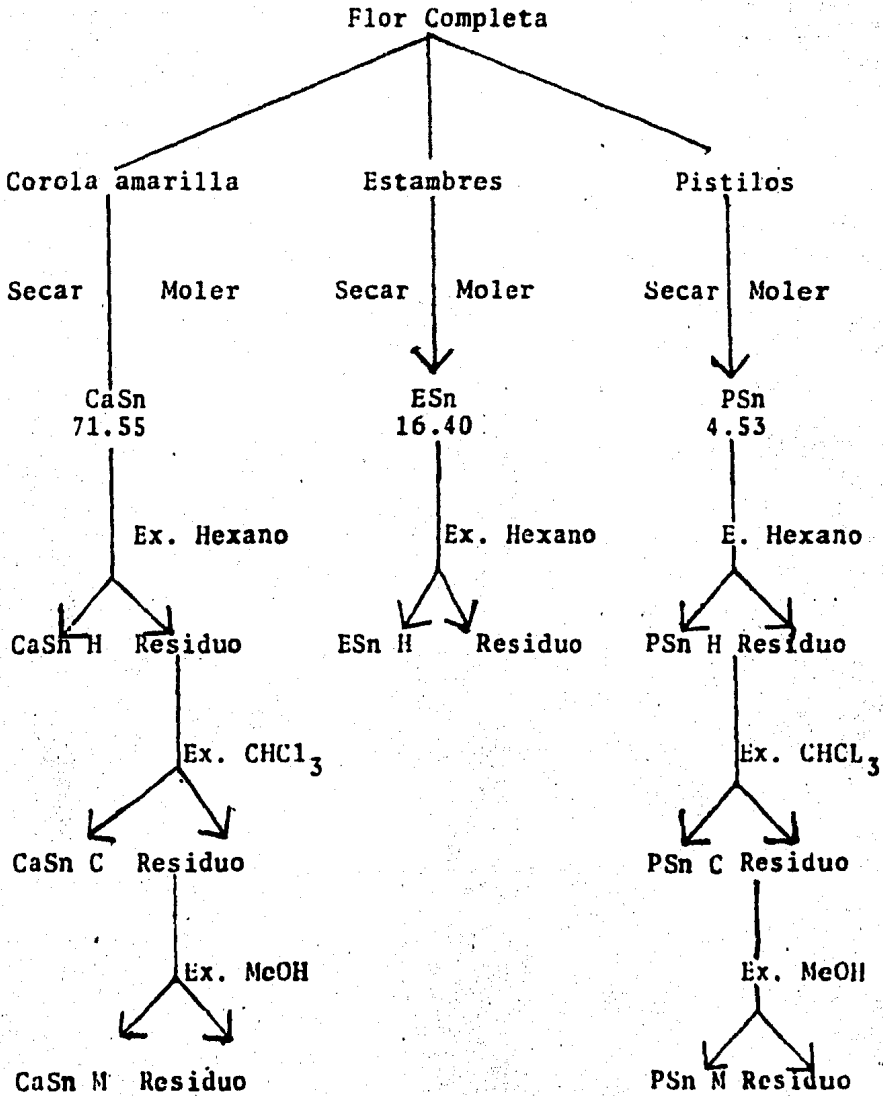 Flor Completa
Corola amarilla Estambres Pistilos
Secar Moler Secar Moler Secar Moler
CaSn ESn PSn
71.55 16.40 4.53
Ex. Hexano Ex. Hexano E. Hexano
CaSn H Residuo ESn H Residuo PSn H Residuo
Ex. CHCl3 Ex. CHCL3
CaSn C Residuo PSn C Residuo
Ex. MeOH Ex. MeOH
CaSn M Residuo PSn M Residuo